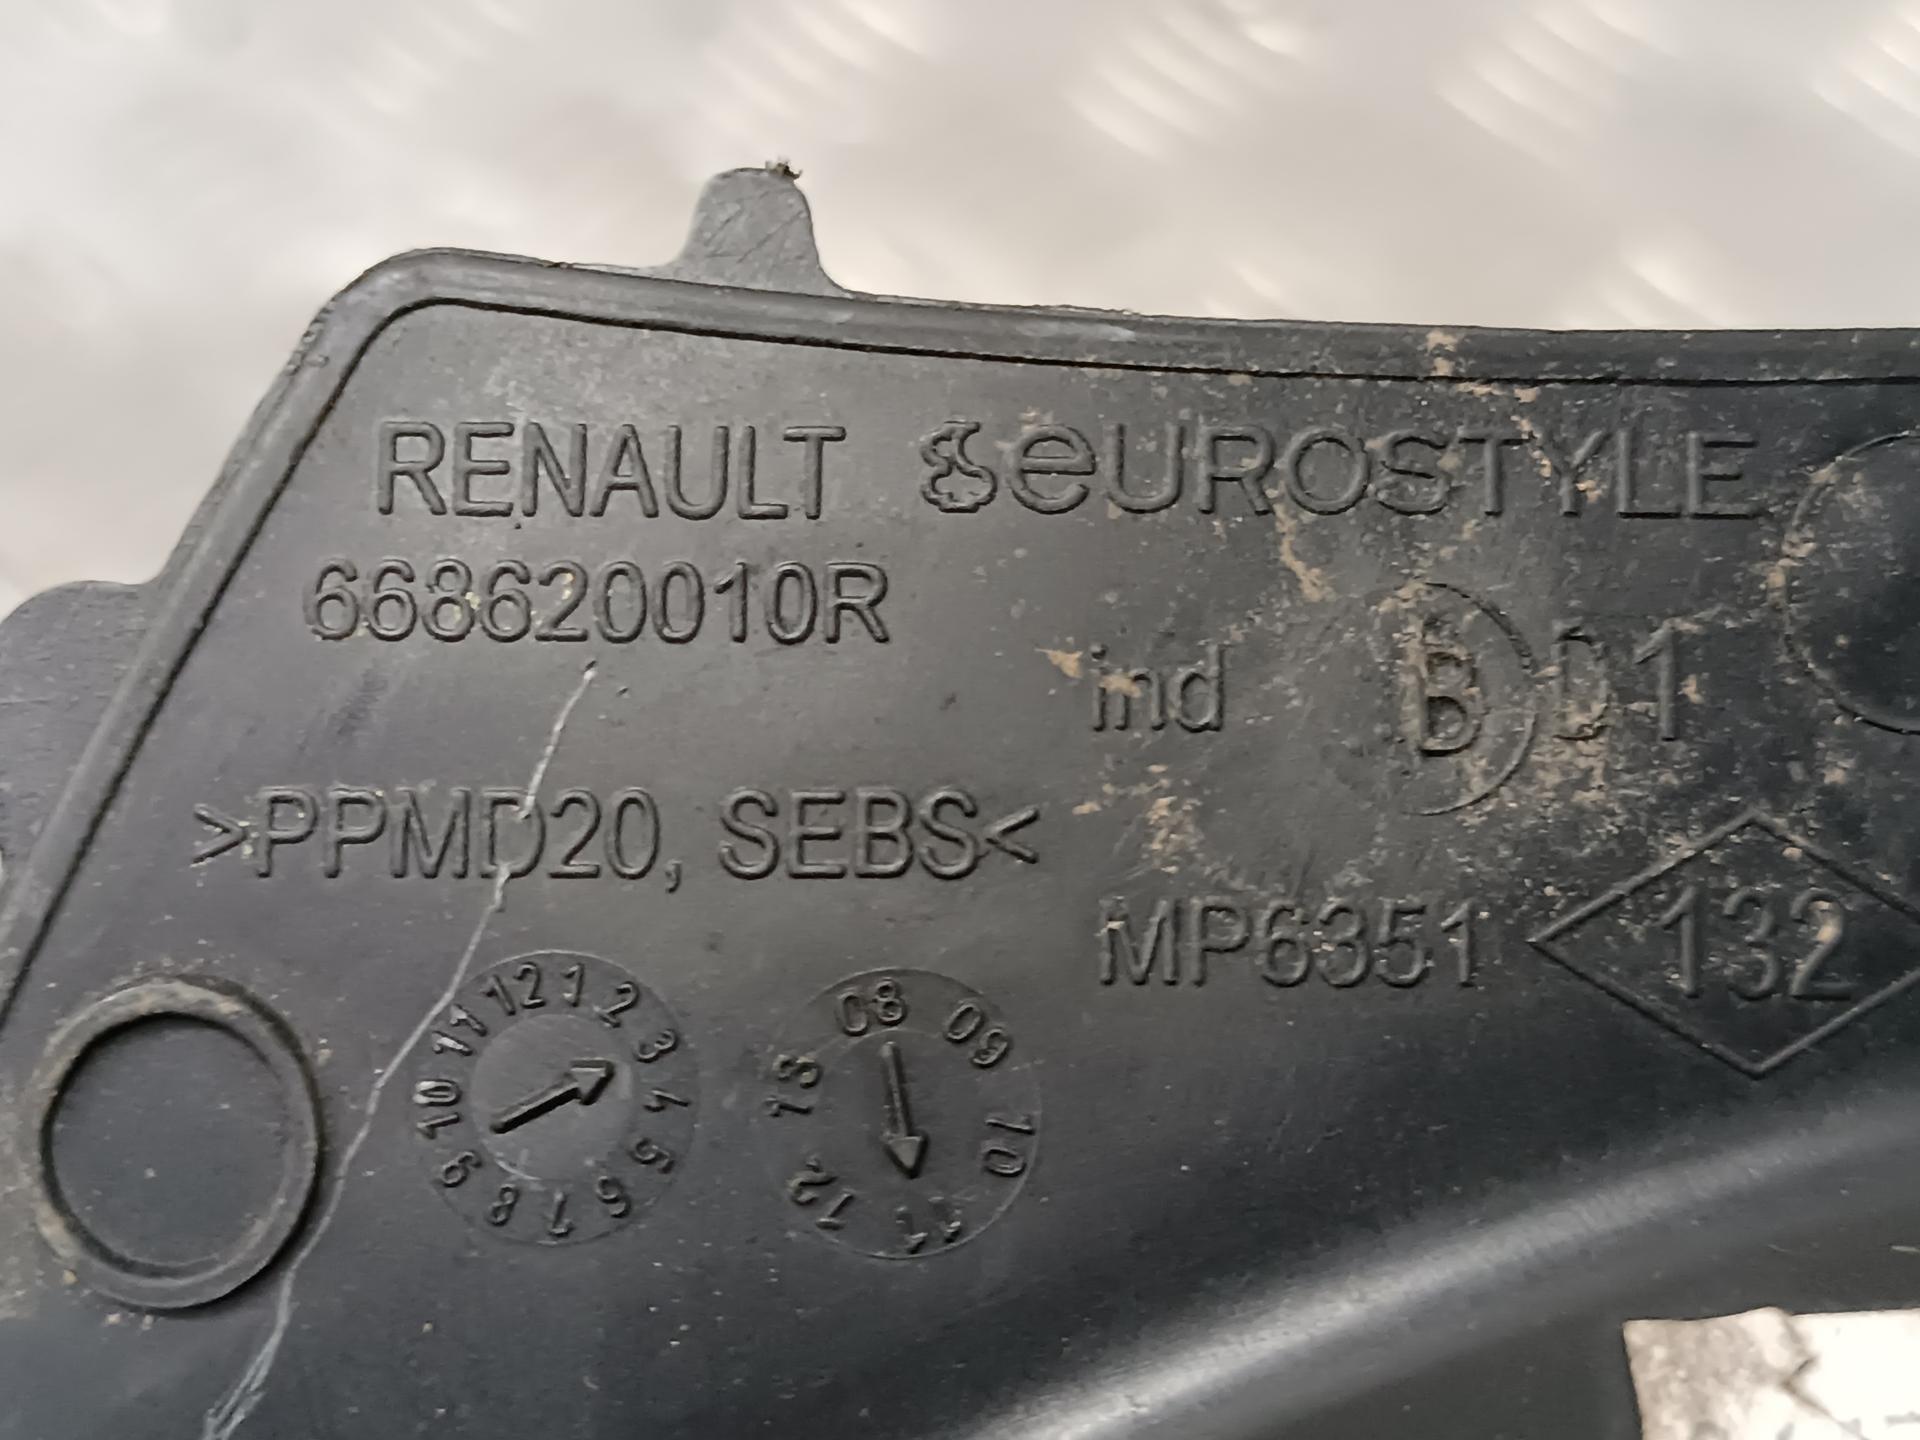 RENAULT eUROSTYLE
668620010R
ind B 01
>PPMD20, SEBS<
MP6351 132
12 1 2 3 4 5 6 7 8 9 10 11
08 09 10 11 12 13